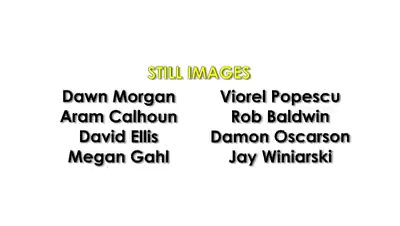 STILL IMAGES
Dawn Morgan
Aram Calhoun
David Ellis
Megan Gahl
Viorel Popescu
Rob Baldwin
Damon Oscarson
Jay Winiarski